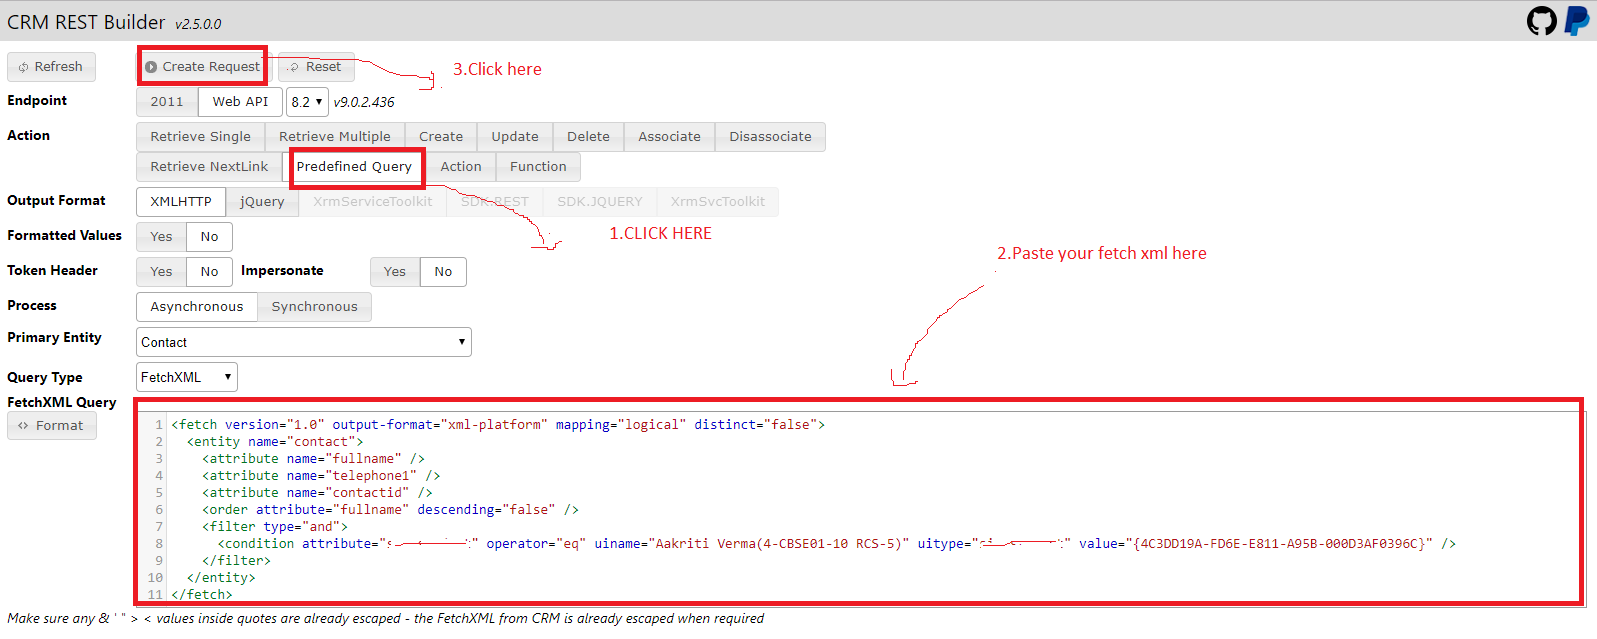 CRM REST Builder v2.5.0.0
Refresh Create Request Reset
3.Click here
Endpoint 2011 Web API 8.2 v9.0.2.436
Action Retrieve Single Retrieve Multiple Create Update Delete Associate Disassociate
Retrieve NextLink Predefined Query Action Function
Output Format XMLHTTP jQuery XrmServiceToolkit SDK.REST SDK.JQUERY XrmSvcToolkit
Formatted Values Yes No
1.CLICK HERE
2.Paste your fetch xml here
Token Header Yes No Impersonate Yes No
Process Asynchronous Synchronous
Primary Entity Contact
Query Type FetchXML
FetchXML Query
Format
1 <fetch version="1.0" output-format="xml-platform" mapping="logical" distinct="false">
2 <entity name="contact">
3 <attribute name="fullname" />
4 <attribute name="telephone1" />
5 <attribute name="contactid" />
6 <order attribute="fullname" descending="false" />
7 <filter type="and">
8 <condition attribute=" " operator="eq" uiname="Aakriti Verma(4-CBSE01-10 RCS-5)" uitype=" " value="{4C3DD19A-FD6E-E811-A95B-000D3AF0396C}" />
9 </filter>
10 </entity>
11 </fetch>
Make sure any & ' " > < values inside quotes are already escaped - the FetchXML from CRM is already escaped when required